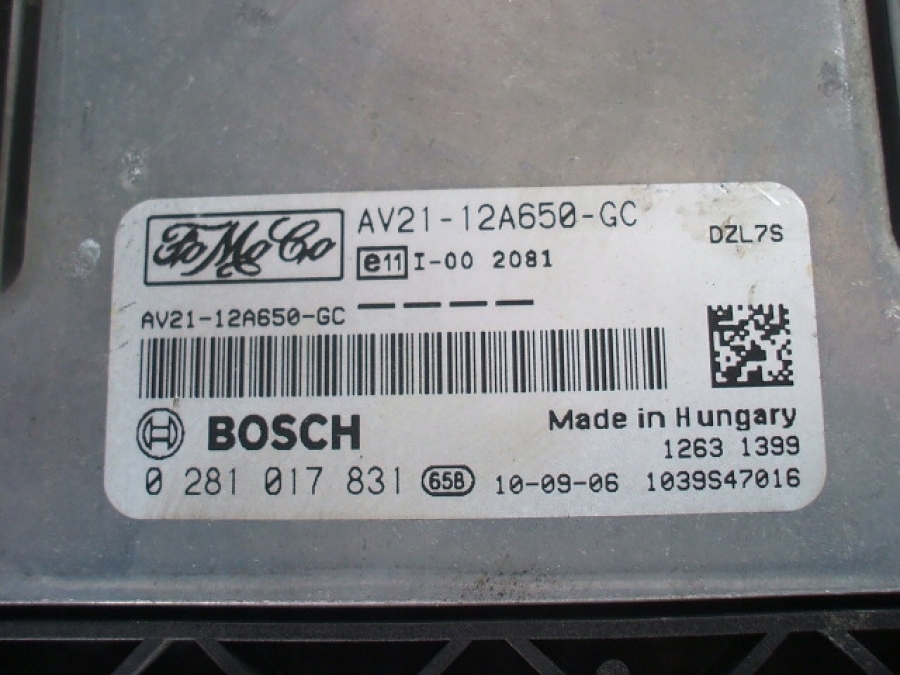 FoMoCo
AV21-12A650-GC
DZL7S
e11 I-00 2081
AV21-12A650-GC
BOSCH
Made in Hungary
1263 1399
0 281 017 831 65B 10-09-06 1039S47016